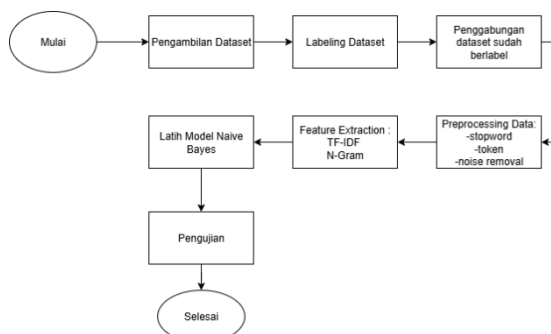 Mulai
Pengambilan Dataset
Labeling Dataset
Penggabungan
dataset sudah
berlabel
Preprocessing Data:
-stopword
-token
-noise removal
Feature Extraction :
TF-IDF
N-Gram
Latih Model Naive
Bayes
Pengujian
Selesai